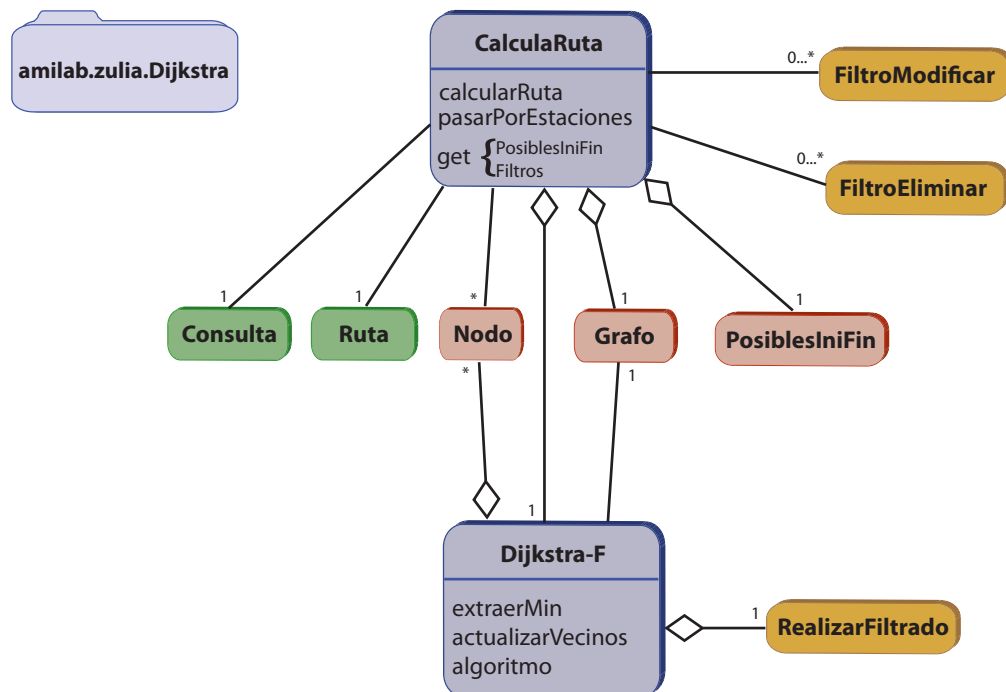 amilab.zulia.Dijkstra
CalculaRuta
calcularRuta
pasarPorEstaciones
get { PosiblesIniFin
Filtros
0...*
FiltroModificar
0...*
FiltroEliminar
1
1
*
1
1
Consulta
Ruta
Nodo
Grafo
PosiblesIniFin
*
1
1
Dijkstra-F
extraerMin
actualizarVecinos
algoritmo
1
RealizarFiltrado